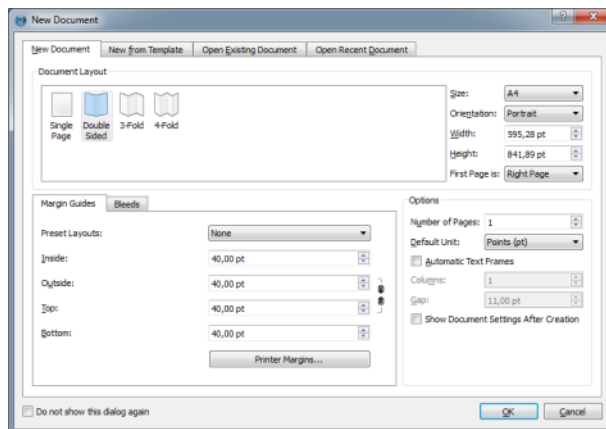 New Document
New Document
New from Template
Open Existing Document
Open Recent Document
Document Layout
Single Page
Double Sided
3-Fold
4-Fold
Size: A4
Orientation: Portrait
Width: 595,28 pt
Height: 841,89 pt
First Page is: Right Page
Margin Guides
Bleeds
Preset Layouts: None
Inside: 40,00 pt
Outside: 40,00 pt
Top: 40,00 pt
Bottom: 40,00 pt
Printer Margins...
Options
Number of Pages: 1
Default Unit: Points (pt)
Automatic Text Frames
Columns: 1
Gap: 11,00 pt
Show Document Settings After Creation
Do not show this dialog again
OK
Cancel